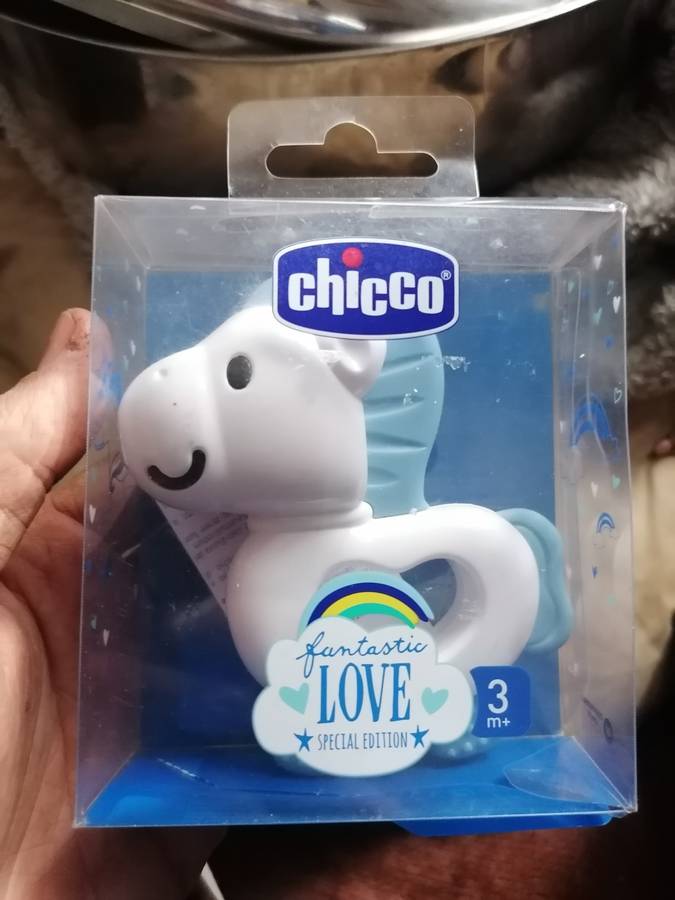 chicco®
fantastic
LOVE
SPECIAL EDITION
3
m+